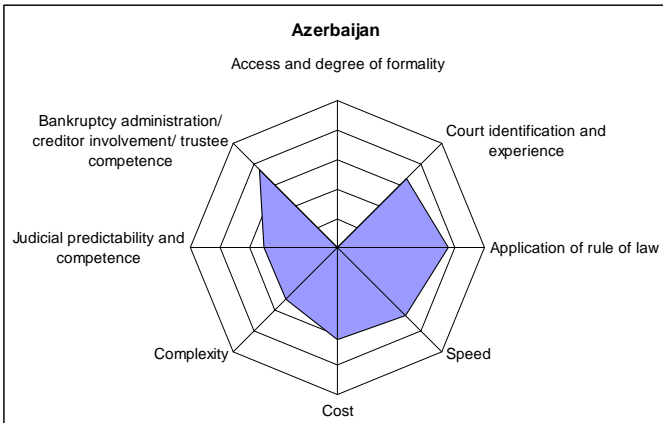 Azerbaijan
Access and degree of formality
Bankruptcy administration/
creditor involvement/ trustee
competence
Court identification and
experience
Judicial predictability and
competence
Application of rule of law
Complexity
Speed
Cost